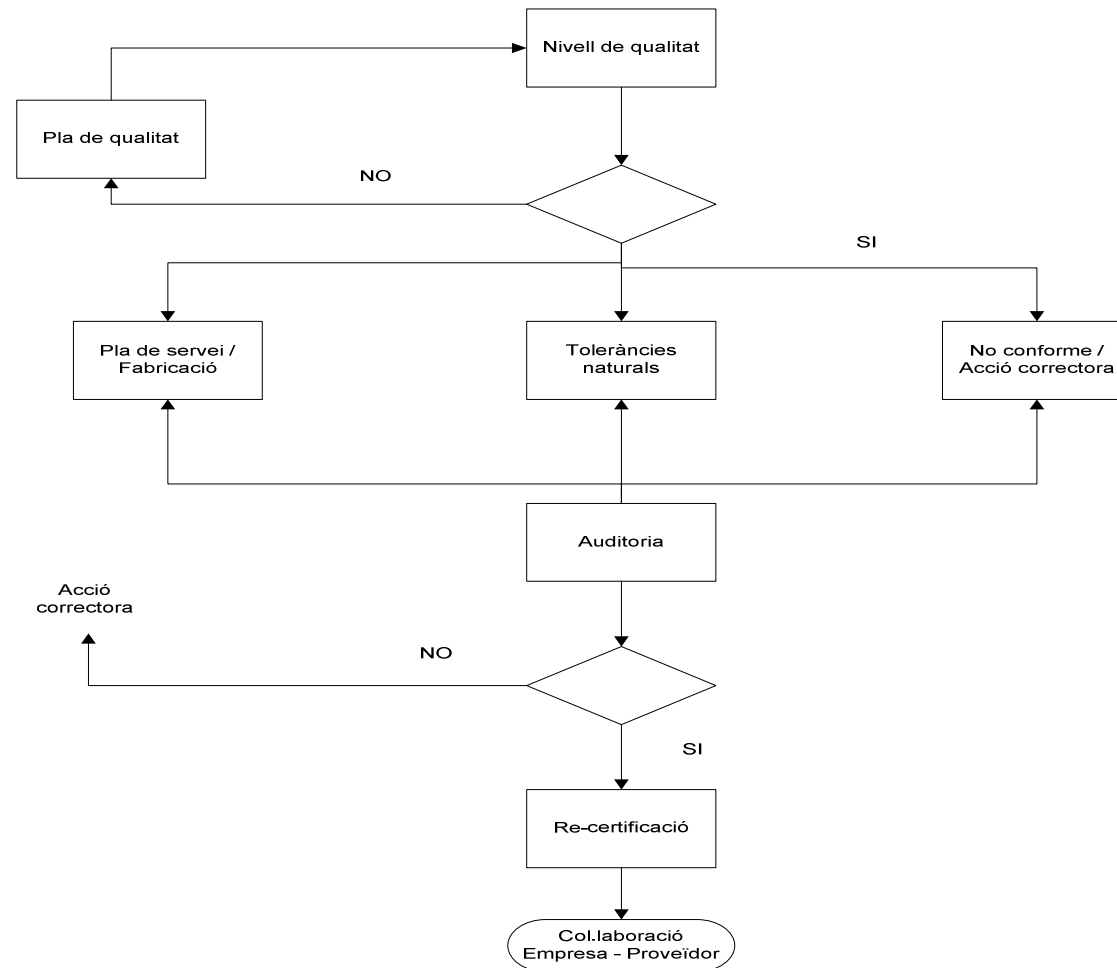 Nivell de qualitat
Pla de qualitat
NO
SI
Pla de servei /
Fabricació
Toleràncies
naturals
No conforme /
Acció correctora
Auditoria
Acció
correctora
NO
SI
Re-certificació
Col.laboració
Empresa - Proveïdor